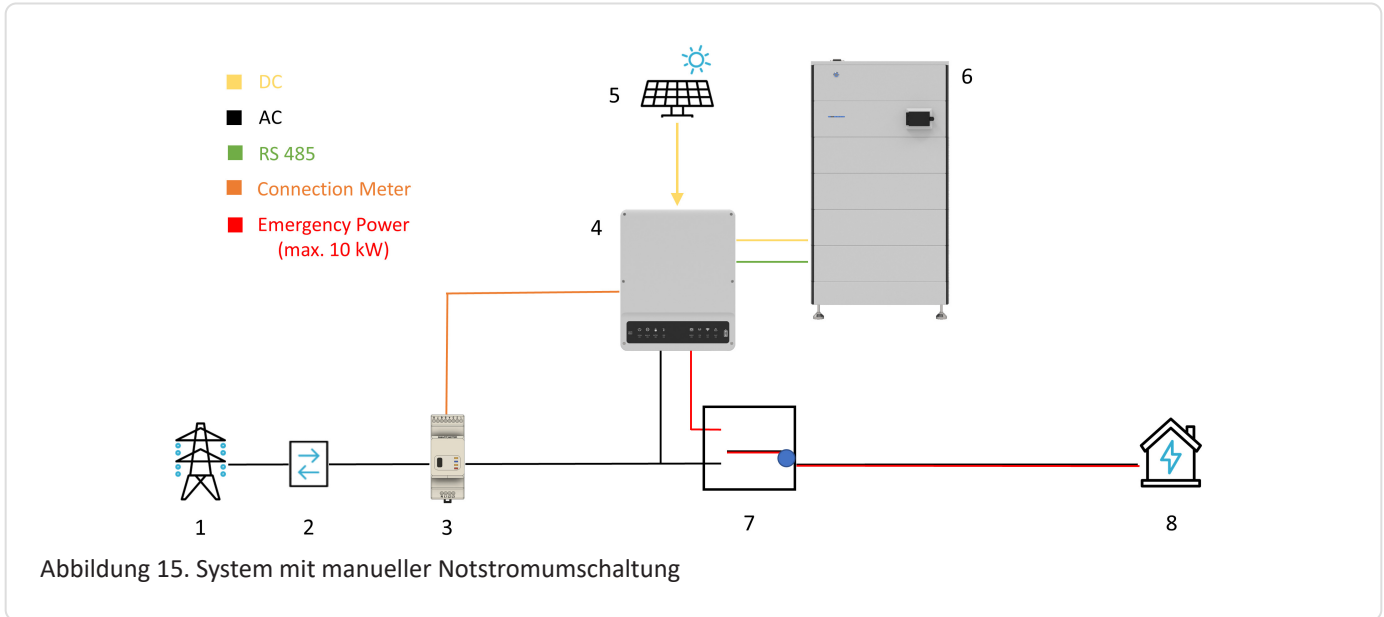 DC
AC
RS 485
Connection Meter
Emergency Power
(max. 10 kW)
5
6
4
1
2
3
7
8
Abbildung 15. System mit manueller Notstromumschaltung